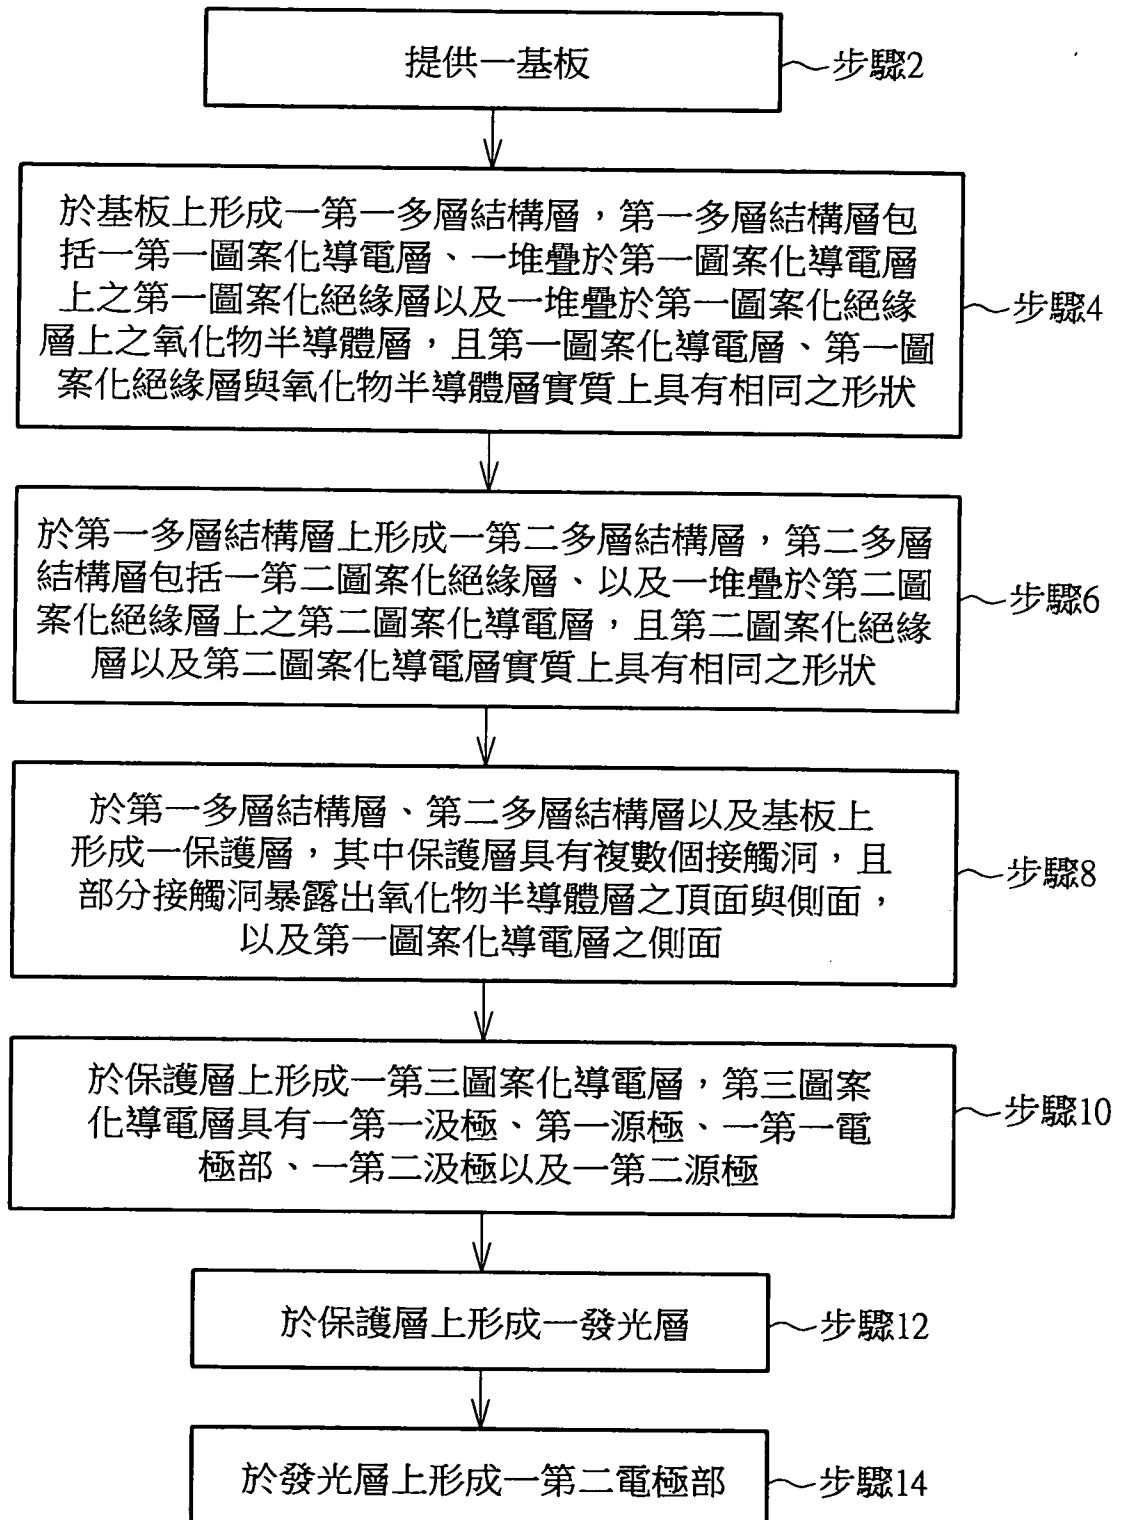 提供一基板
步驟2
於基板上形成一第一多層結構層，第一多層結構層包
括一第一圖案化導電層、一堆疊於第一圖案化導電層
上之第一圖案化絕緣層以及一堆疊於第一圖案化絕緣
層上之氧化物半導體層，且第一圖案化導電層、第一圖
案化絕緣層與氧化物半導體層實質上具有相同之形狀
步驟4
於第一多層結構層上形成一第二多層結構層，第二多層
結構層包括一第二圖案化絕緣層、以及一堆疊於第二圖
案化絕緣層上之第二圖案化導電層，且第二圖案化絕緣
層以及第二圖案化導電層實質上具有相同之形狀
步驟6
於第一多層結構層、第二多層結構層以及基板上
形成一保護層，其中保護層具有複數個接觸洞，且
部分接觸洞暴露出氧化物半導體層之頂面與側面，
以及第一圖案化導電層之側面
步驟8
於保護層上形成一第三圖案化導電層，第三圖案
化導電層具有一第一汲極、第一源極、一第一電
極部、一第二汲極以及一第二源極
步驟10
於保護層上形成一發光層
步驟12
於發光層上形成一第二電極部
步驟14